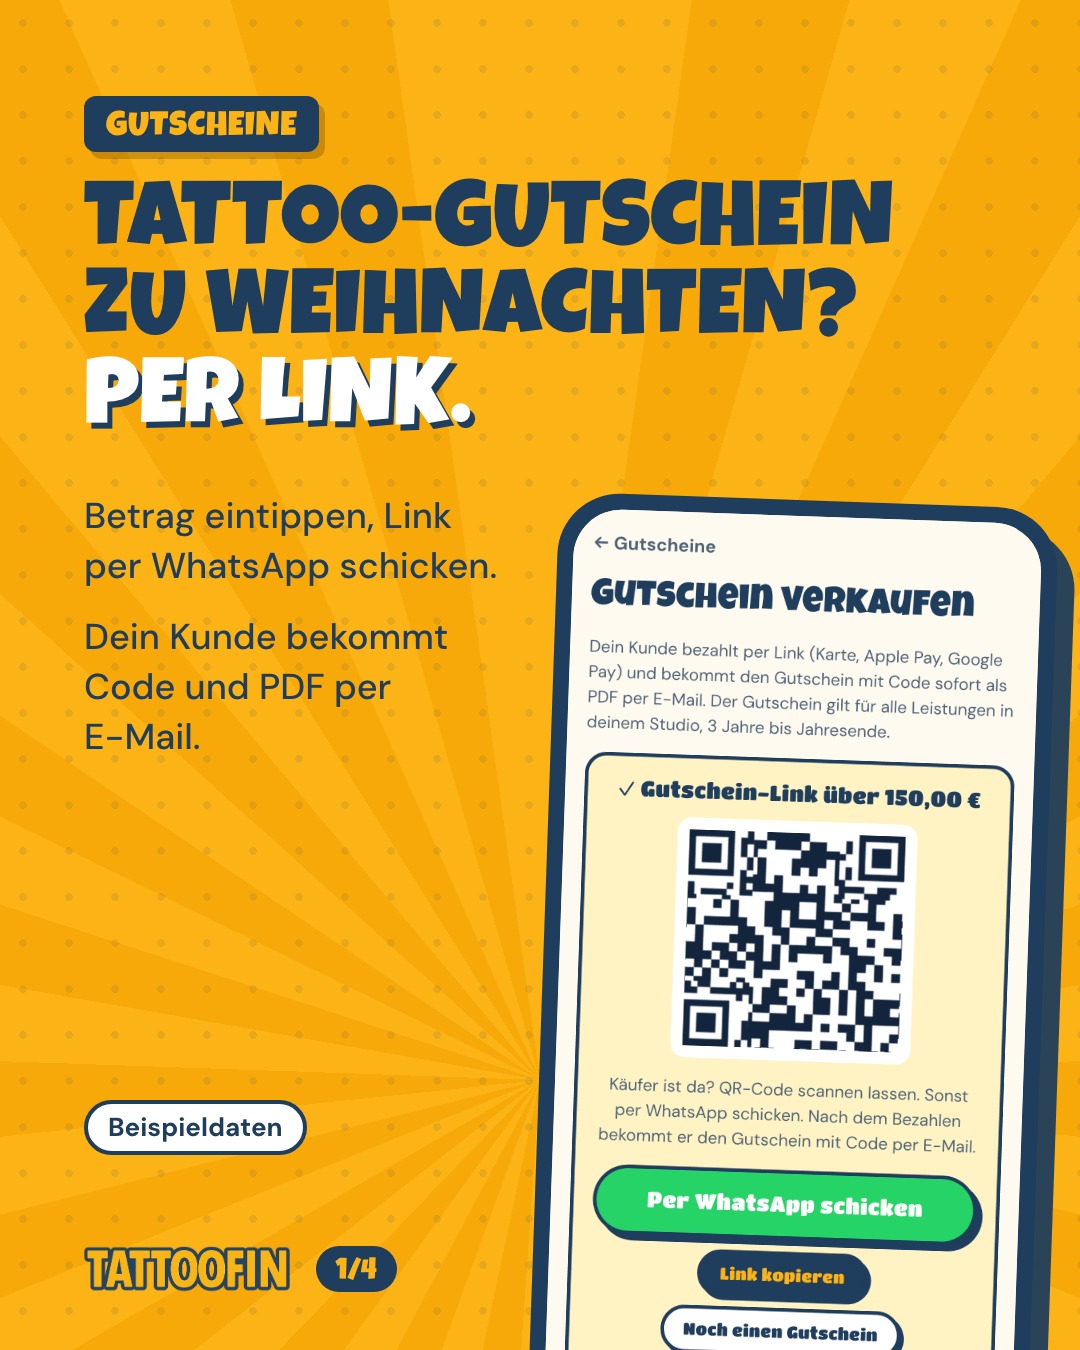 GUTSCHEINE
TATTOO-GUTSCHEIN
ZU WEIHNACHTEN?
PER LINK.
Betrag eintippen, Link
per WhatsApp schicken.
Dein Kunde bekommt
Code und PDF per
E-Mail.
← Gutscheine
Gutschein verkaufen
Dein Kunde bezahlt per Link (Karte, Apple Pay, Google
Pay) und bekommt den Gutschein mit Code sofort als
PDF per E-Mail. Der Gutschein gilt für alle Leistungen in
deinem Studio, 3 Jahre bis Jahresende.
✓ Gutschein-Link über 150,00 €
Käufer ist da? QR-Code scannen lassen. Sonst
per WhatsApp schicken. Nach dem Bezahlen
bekommt er den Gutschein mit Code per E-Mail.
Per WhatsApp schicken
Link kopieren
Noch einen Gutschein
Beispieldaten
TATTOOFIN
1/4